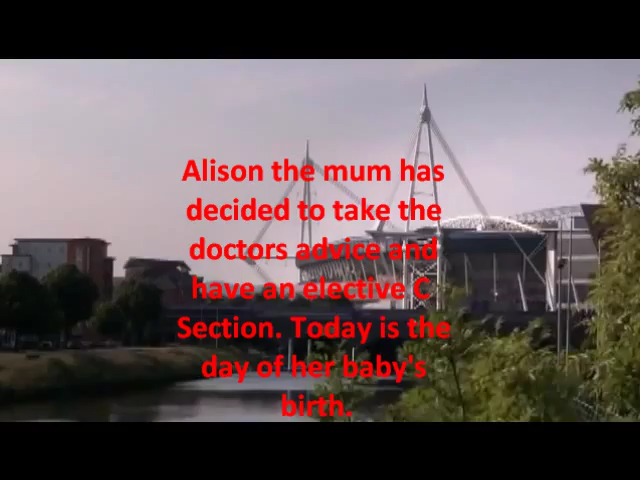 Alison the mum has
decided to take the
doctors advice and
have an elective C
Section. Today is the
day of her baby's
birth.